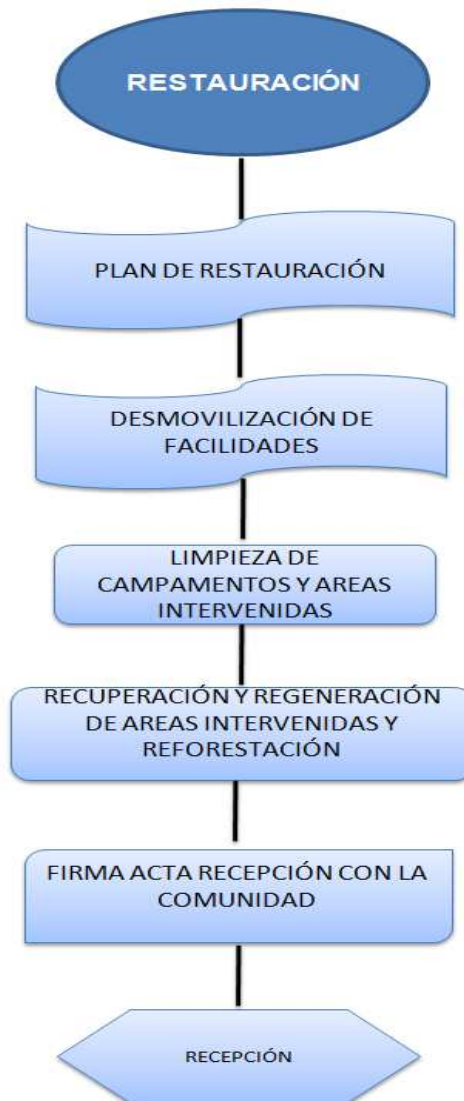 RESTAURACIÓN
PLAN DE RESTAURACIÓN
DESMOVILIZACIÓN DE
FACILIDADES
LIMPIEZA DE
CAMPAMENTOS Y AREAS
INTERVENIDAS
RECUPERACIÓN Y REGENERACIÓN
DE AREAS INTERVENIDAS Y
REFORESTACIÓN
FIRMA ACTA RECEPCIÓN CON LA
COMUNIDAD
RECEPCIÓN